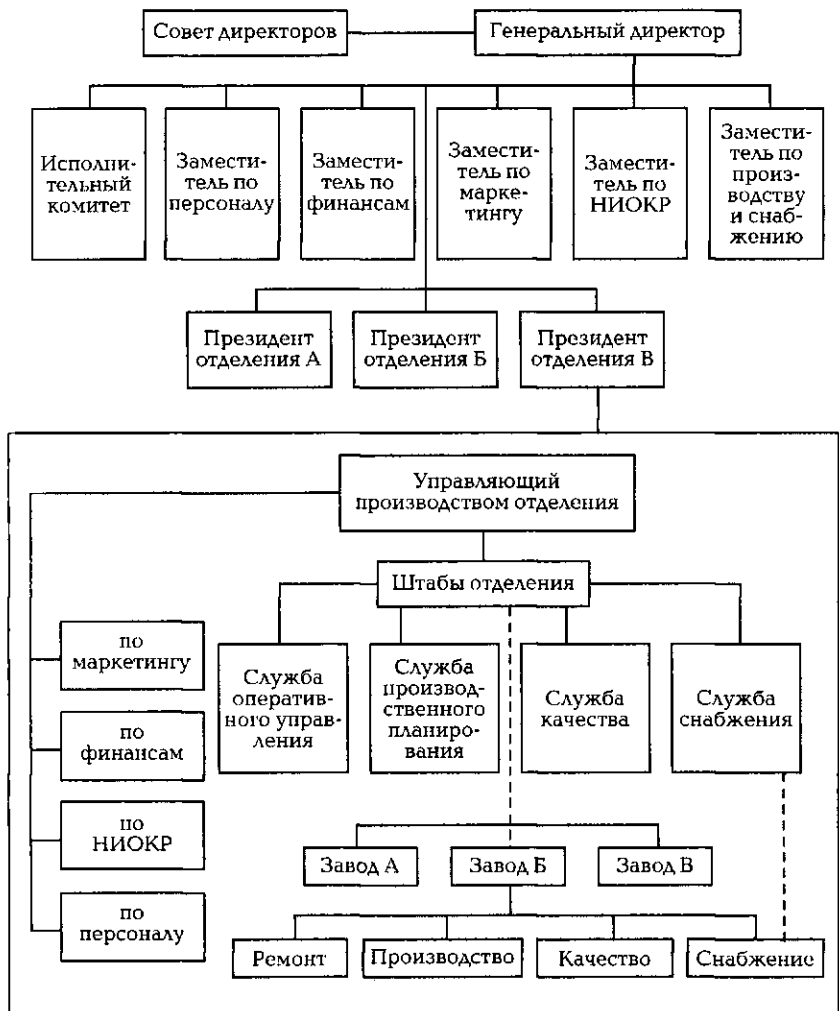 Совет директоров
Генеральный директор
Исполни-
тельный
комитет
Замести-
тель по
персоналу
Замести-
тель по
финансам
Замести-
тель по
марке-
тингу
Замести-
тель по
НИОКР
Замести-
тель по
произ-
водству
и снаб-
жению
Президент
отделения А
Президент
отделения Б
Президент
отделения В
Управляющий
производством отделения
Штабы отделения
по
маркетингу
по
финансам
по
НИОКР
по
персоналу
Служба
оператив-
ного управ-
ления
Служба
производ-
ственного
планиро-
вания
Служба
качества
Служба
снабжения
Завод А
Завод Б
Завод В
Ремонт
Производство
Качество
Снабжение